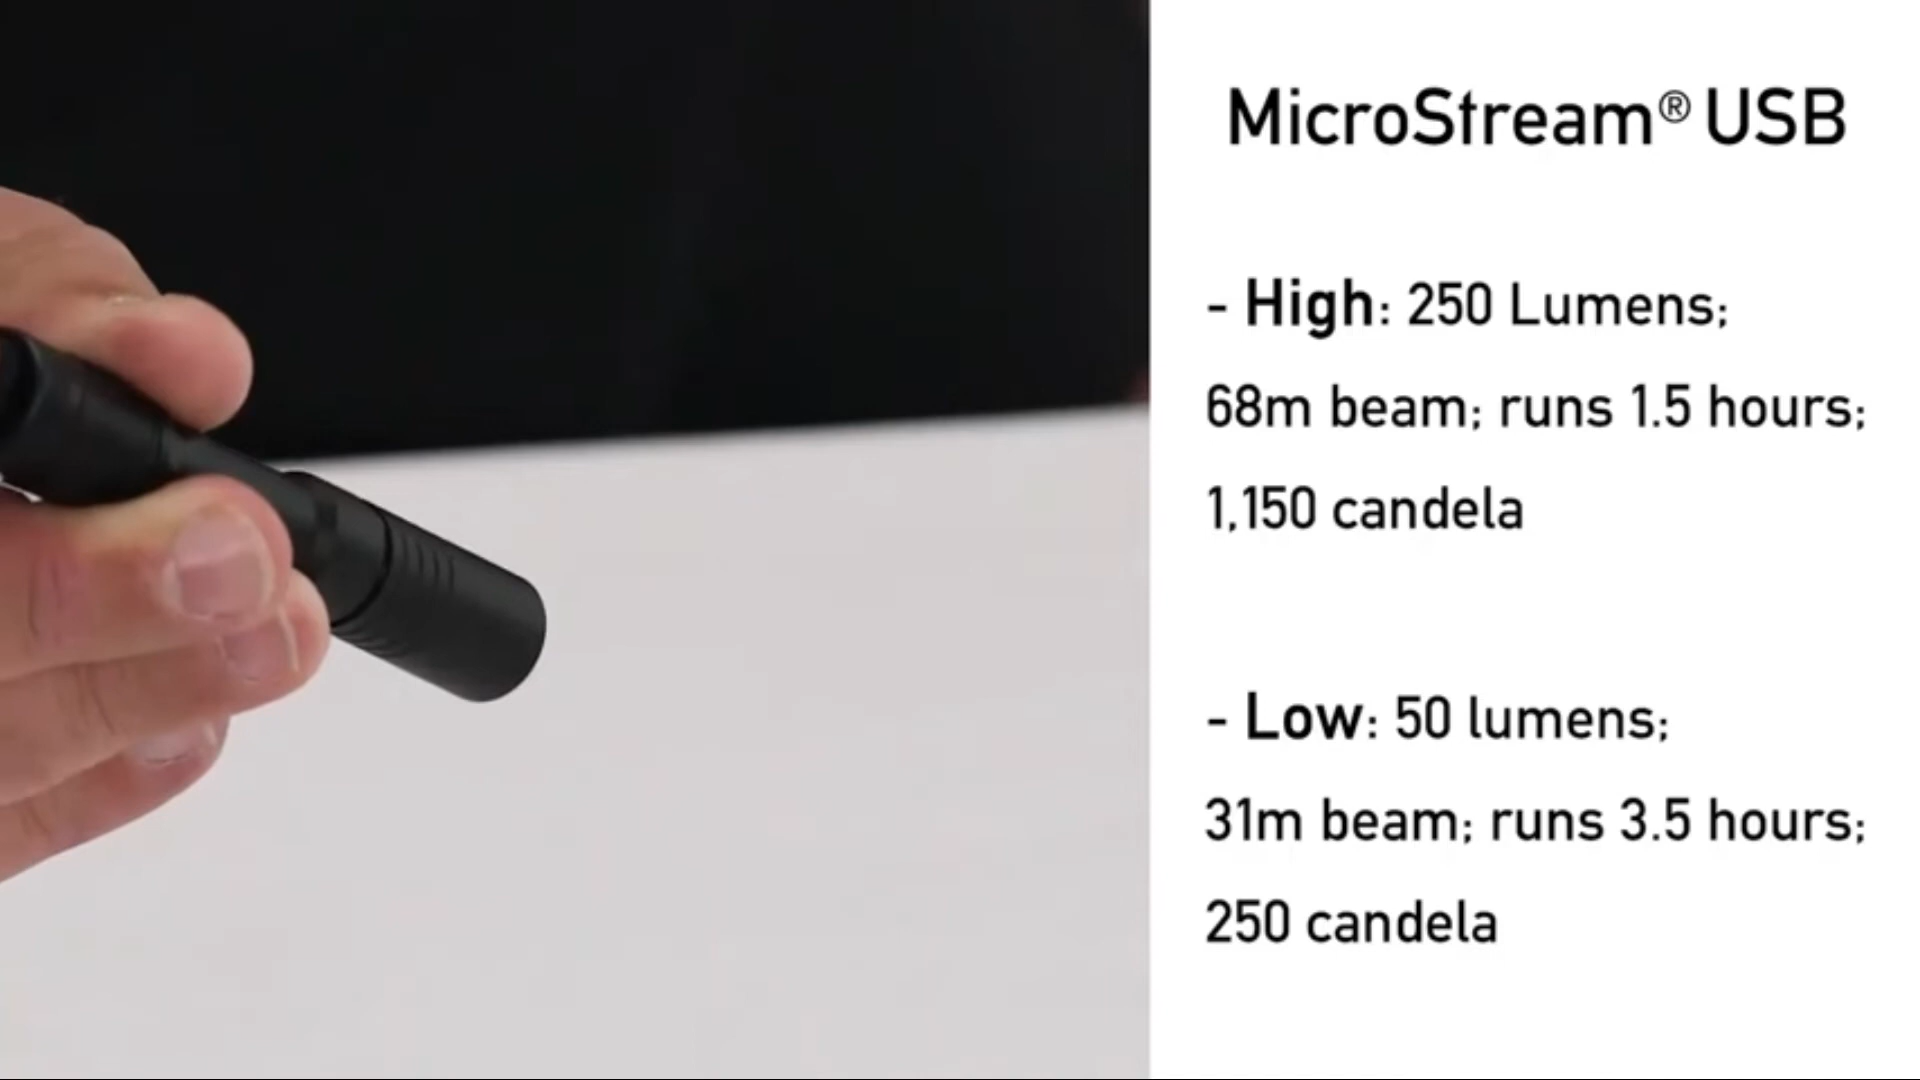 MicroStream® USB
- High: 250 Lumens;
68m beam; runs 1.5 hours;
1,150 candela
- Low: 50 lumens;
31m beam; runs 3.5 hours;
250 candela